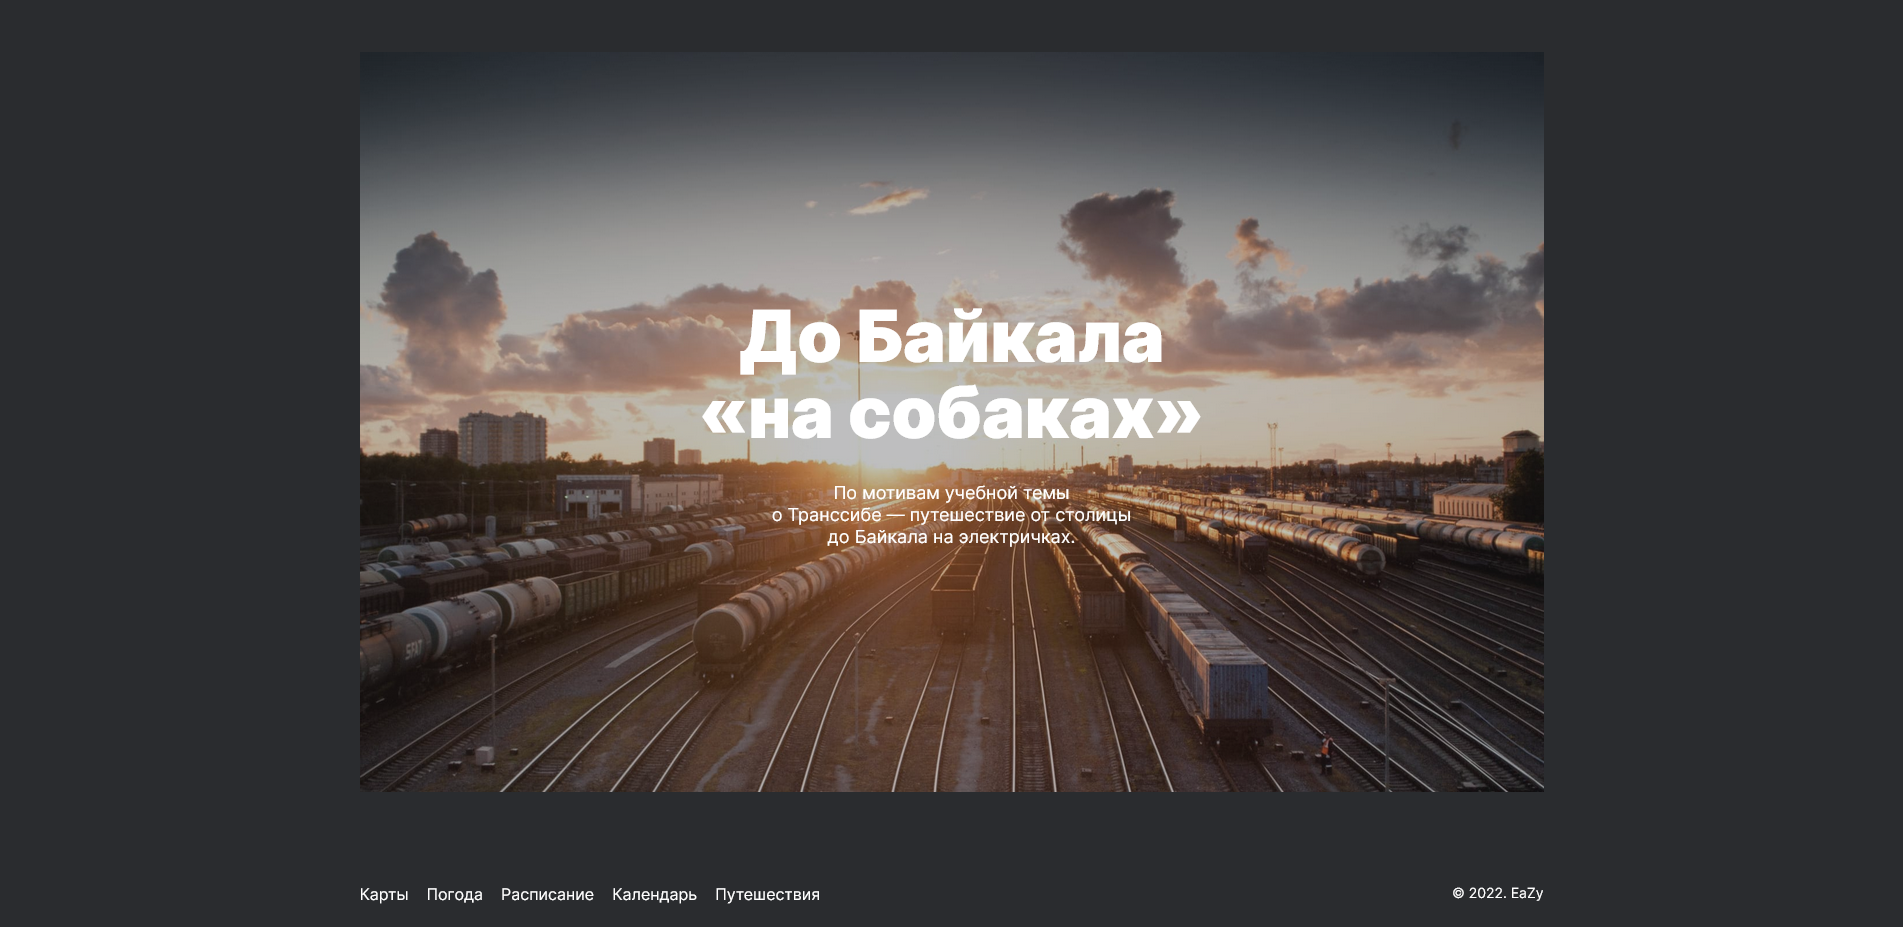 До Байкала
«на собаках»
По мотивам учебной темы
о Транссибе — путешествие от столицы
до Байкала на электричках.
Карты Погода Расписание Календарь Путешествия © 2022. EaZy